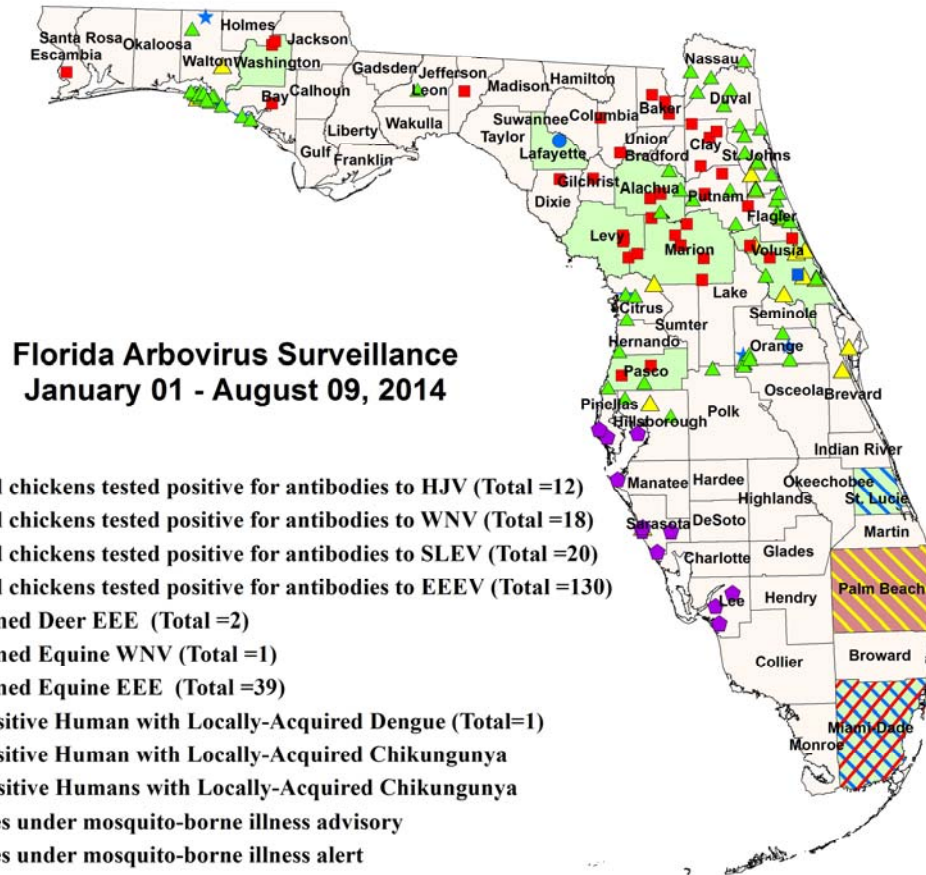 Holmes
Jackson
Santa Rosa
Okaloosa
Escambia
Walton
Washington
Gadsden
Jefferson
Nassau
Hamilton
Bay
Calhoun
Leon
Madison
Baker
Duval
Suwannee
Columbia
Liberty
Wakulla
Taylor
Union
Clay
Gulf
Franklin
Lafayette
Bradford
St. Johns
Gilchrist
Alachua
Putnam
Dixie
Flagler
Levy
Marion
Volusia
Lake
Citrus
Seminole
Sumter
Hernando
Orange
Florida Arbovirus Surveillance
January 01 - August 09, 2014
Pasco
Osceola
Brevard
Pinellas
Polk
Hillsborough
Indian River
Manatee
Hardee
Okeechobee
Highlands
St. Lucie
Sarasota
DeSoto
Martin
Charlotte
Glades
Lee
Hendry
Palm Beach
Collier
Broward
Miami-Dade
Monroe
chickens tested positive for antibodies to HJV (Total =12)
chickens tested positive for antibodies to WNV (Total =18)
chickens tested positive for antibodies to SLEV (Total =20)
chickens tested positive for antibodies to EEEV (Total =130)
Deer EEE (Total =2)
Equine WNV (Total =1)
Equine EEE (Total =39)
Human with Locally-Acquired Dengue (Total=1)
Human with Locally-Acquired Chikungunya
Humans with Locally-Acquired Chikungunya
under mosquito-borne illness advisory
under mosquito-borne illness alert